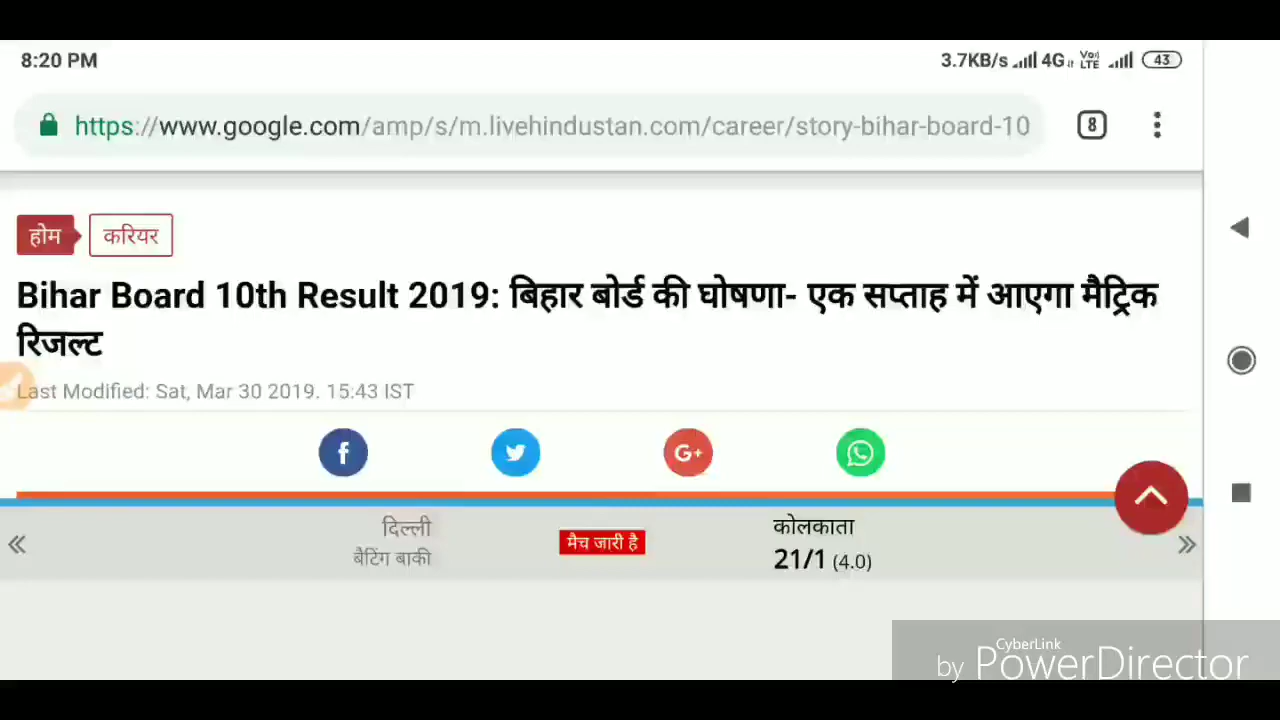 8:20 PM
3.7KB/s 4G Vo) LTE 43
https://www.google.com/amp/s/m.livehindustan.com/career/story-bihar-board-10
8
होम
करियर
Bihar Board 10th Result 2019: बिहार बोर्ड की घोषणा- एक सप्ताह में आएगा मैट्रिक
रिजल्ट
Last Modified: Sat, Mar 30 2019. 15:43 IST
f
G+
दिल्ली
बैटिंग बाकी
मैच जारी है
कोलकाता
21/1 (4.0)
CyberLink
by PowerDirector